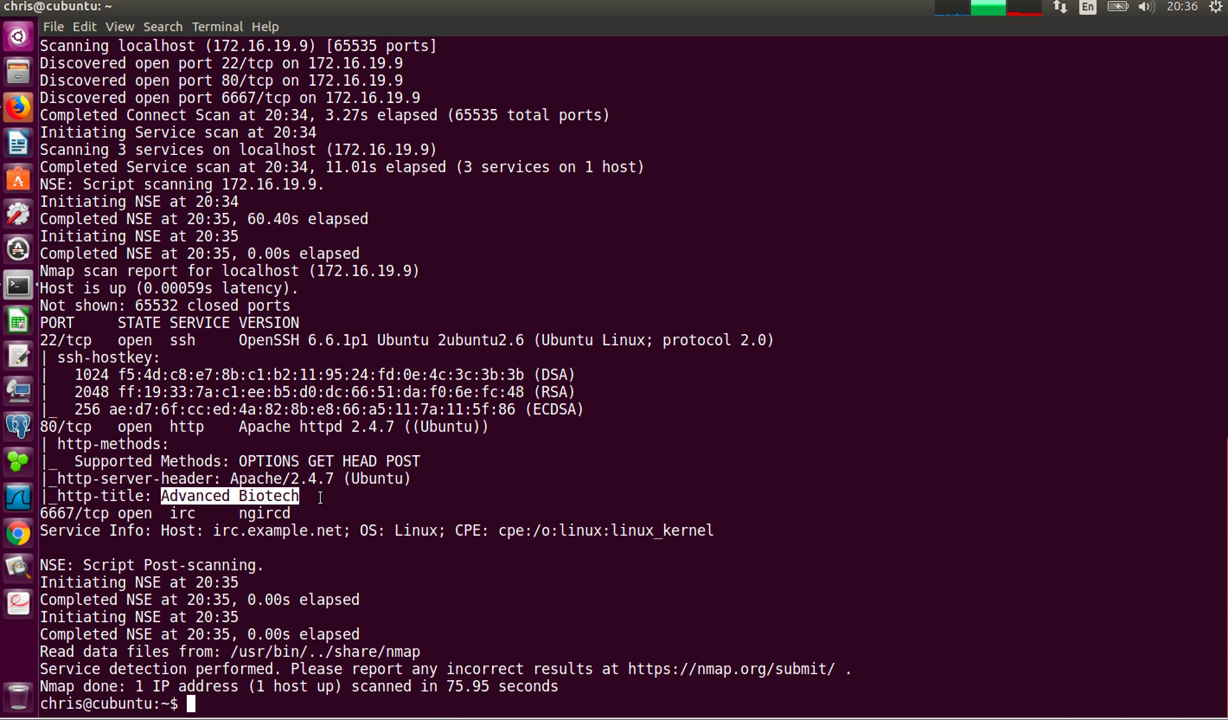 chris@cubuntu: ~
En
20:36
File Edit View Search Terminal Help
Scanning localhost (172.16.19.9) [65535 ports]
Discovered open port 22/tcp on 172.16.19.9
Discovered open port 80/tcp on 172.16.19.9
Discovered open port 6667/tcp on 172.16.19.9
Completed Connect Scan at 20:34, 3.27s elapsed (65535 total ports)
Initiating Service scan at 20:34
Scanning 3 services on localhost (172.16.19.9)
Completed Service scan at 20:34, 11.01s elapsed (3 services on 1 host)
NSE: Script scanning 172.16.19.9.
Initiating NSE at 20:34
Completed NSE at 20:35, 60.40s elapsed
Initiating NSE at 20:35
Completed NSE at 20:35, 0.00s elapsed
Nmap scan report for localhost (172.16.19.9)
Host is up (0.00059s latency).
Not shown: 65532 closed ports
PORT     STATE SERVICE VERSION
22/tcp   open  ssh     OpenSSH 6.6.1p1 Ubuntu 2ubuntu2.6 (Ubuntu Linux; protocol 2.0)
| ssh-hostkey:
|   1024 f5:4d:c8:e7:8b:c1:b2:11:95:24:fd:0e:4c:3c:3b:3b (DSA)
|   2048 ff:19:33:7a:c1:ee:b5:d0:dc:66:51:da:f0:6e:fc:48 (RSA)
|_  256 ae:d7:6f:cc:ed:4a:82:8b:e8:66:a5:11:7a:11:5f:86 (ECDSA)
80/tcp   open  http    Apache httpd 2.4.7 ((Ubuntu))
| http-methods:
|_  Supported Methods: OPTIONS GET HEAD POST
|_http-server-header: Apache/2.4.7 (Ubuntu)
|_http-title: Advanced Biotech
6667/tcp open  irc     ngircd
Service Info: Host: irc.example.net; OS: Linux; CPE: cpe:/o:linux:linux_kernel
NSE: Script Post-scanning.
Initiating NSE at 20:35
Completed NSE at 20:35, 0.00s elapsed
Initiating NSE at 20:35
Completed NSE at 20:35, 0.00s elapsed
Read data files from: /usr/bin/../share/nmap
Service detection performed. Please report any incorrect results at https://nmap.org/submit/ .
Nmap done: 1 IP address (1 host up) scanned in 75.95 seconds
chris@cubuntu:~$